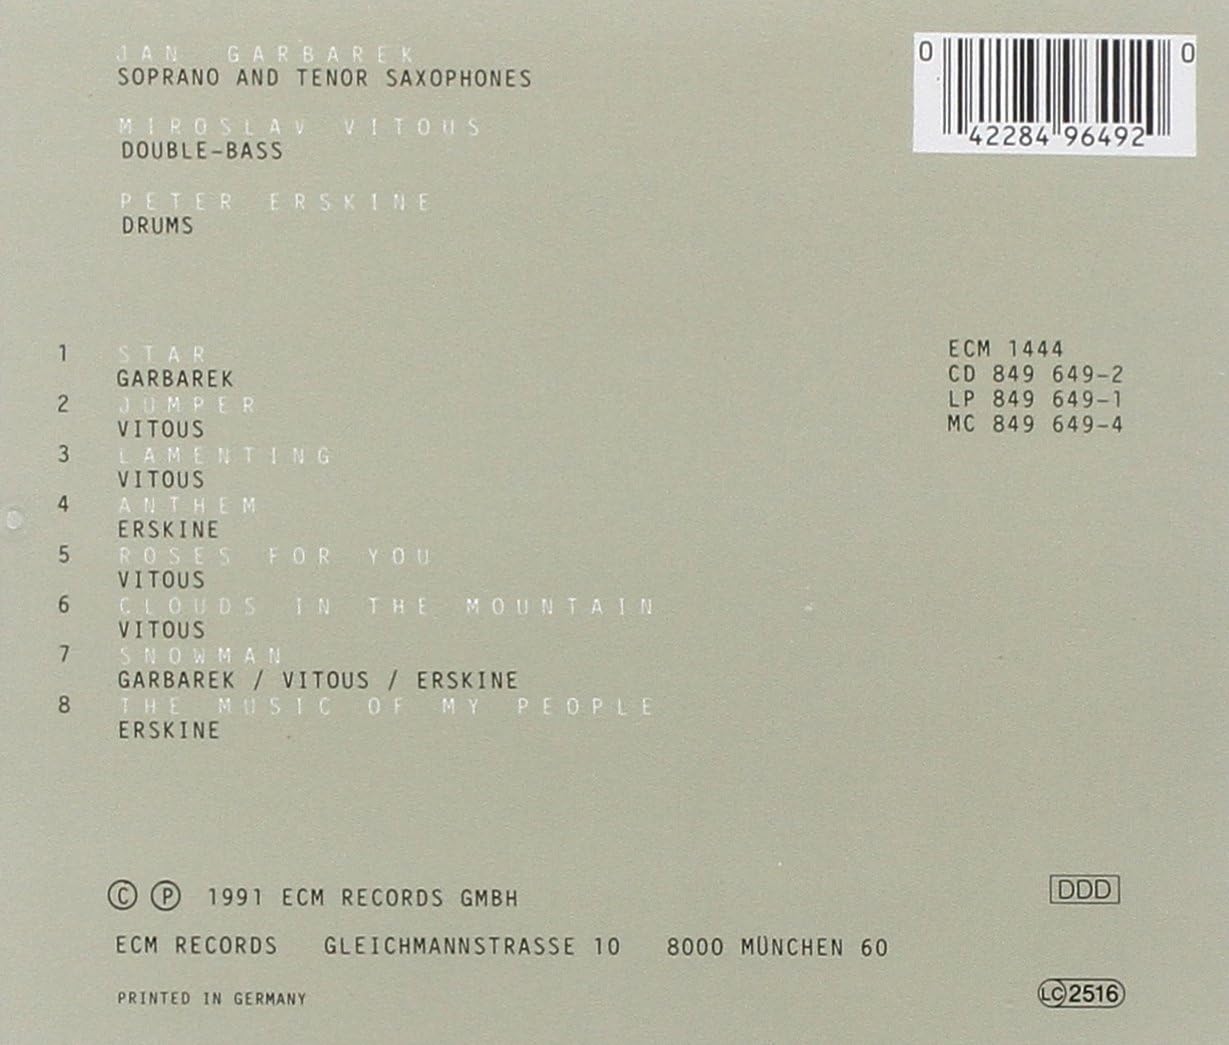 JAN GARBAREK
SOPRANO AND TENOR SAXOPHONES
MIROSLAV VITOUS
DOUBLE-BASS
PETER ERSKINE
DRUMS
0 42284 96492 0
1 STAR
GARBAREK
2 JUMPER
VITOUS
3 LAMENTING
VITOUS
4 ANTHEM
ERSKINE
5 ROSES FOR YOU
VITOUS
6 CLOUDS IN THE MOUNTAIN
VITOUS
7 SNOWMAN
GARBAREK / VITOUS / ERSKINE
8 THE MUSIC OF MY PEOPLE
ERSKINE
ECM 1444
CD 849 649-2
LP 849 649-1
MC 849 649-4
© ℗ 1991 ECM RECORDS GMBH
DDD
ECM RECORDS GLEICHMANNSTRASSE 10 8000 MÜNCHEN 60
PRINTED IN GERMANY
LC 2516